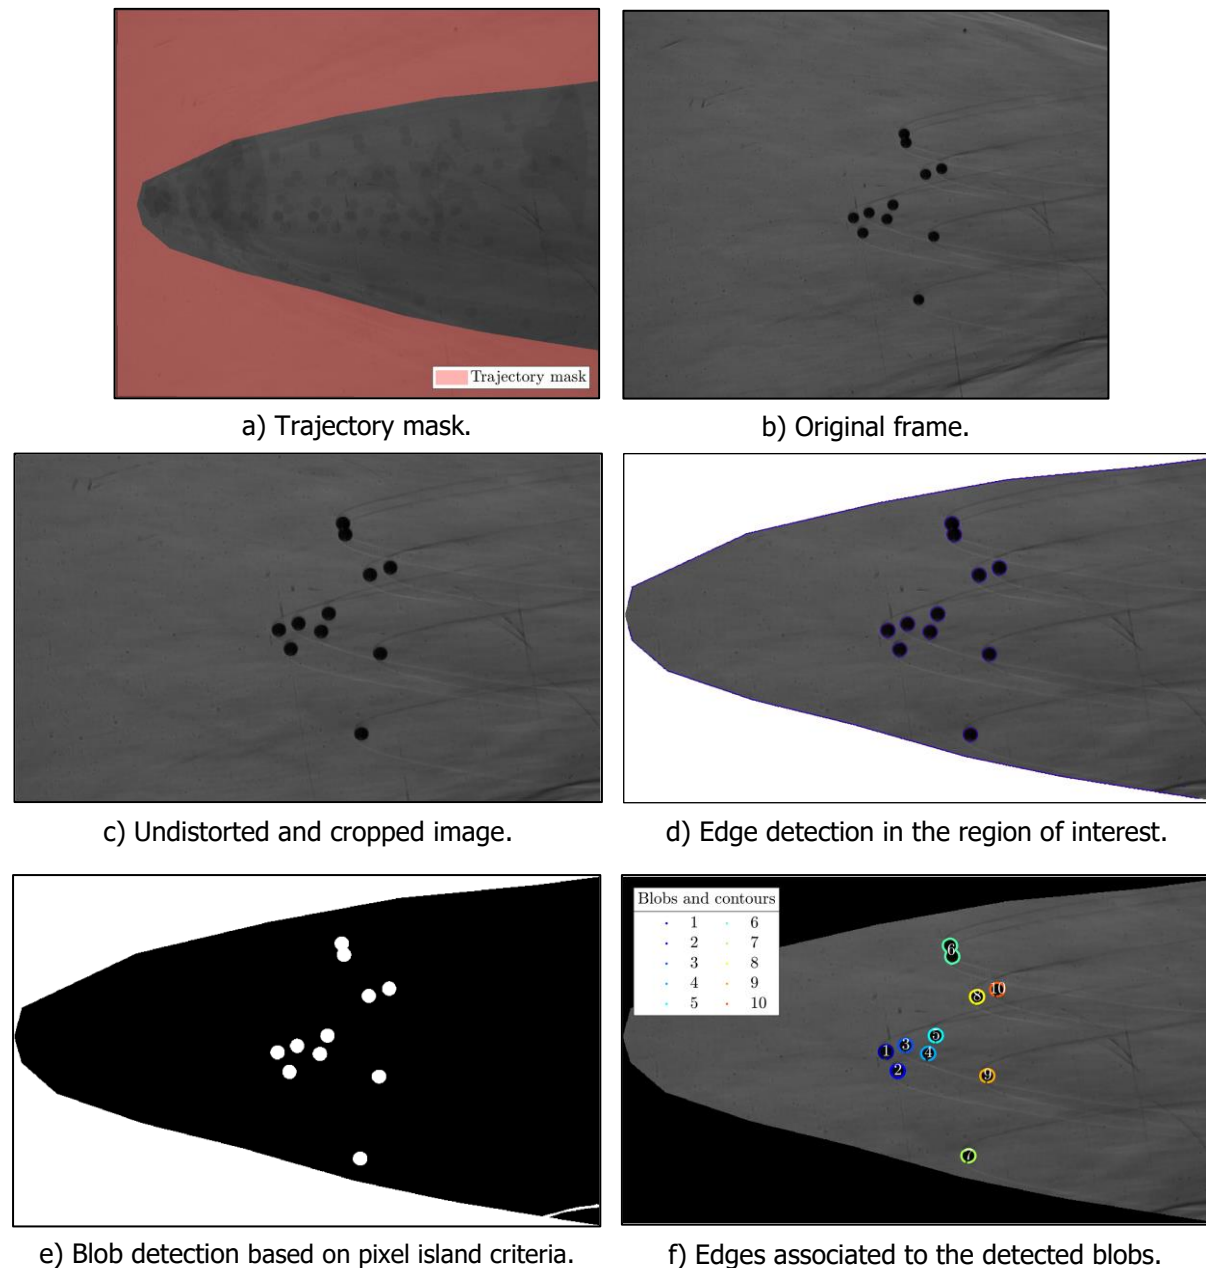 Trajectory mask
a) Trajectory mask.
b) Original frame.
c) Undistorted and cropped image.
d) Edge detection in the region of interest.
Blobs and contours
1 6
2 7
3 8
4 9
5 10
6
8 10
5
3
1 4
2 9
7
e) Blob detection based on pixel island criteria.
f) Edges associated to the detected blobs.